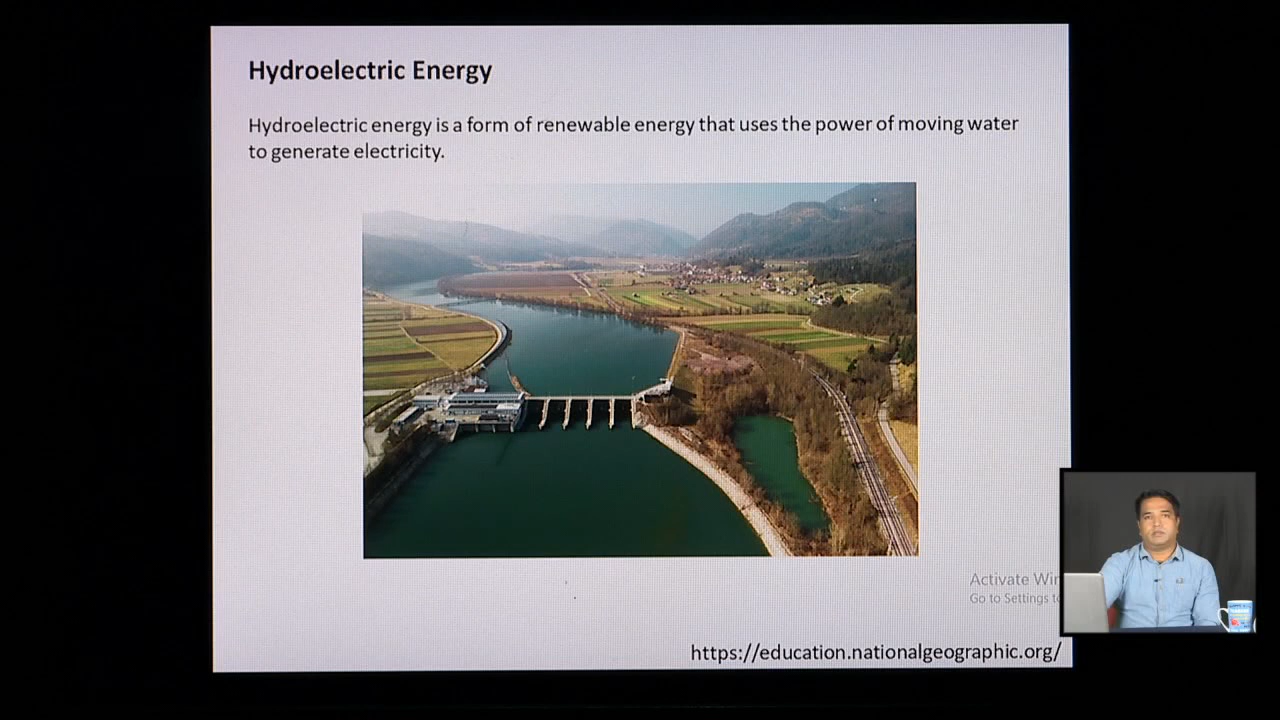 Hydroelectric Energy
Hydroelectric energy is a form of renewable energy that uses the power of moving water
to generate electricity.
Activate Win
Go to Settings to
https://education.nationalgeographic.org/